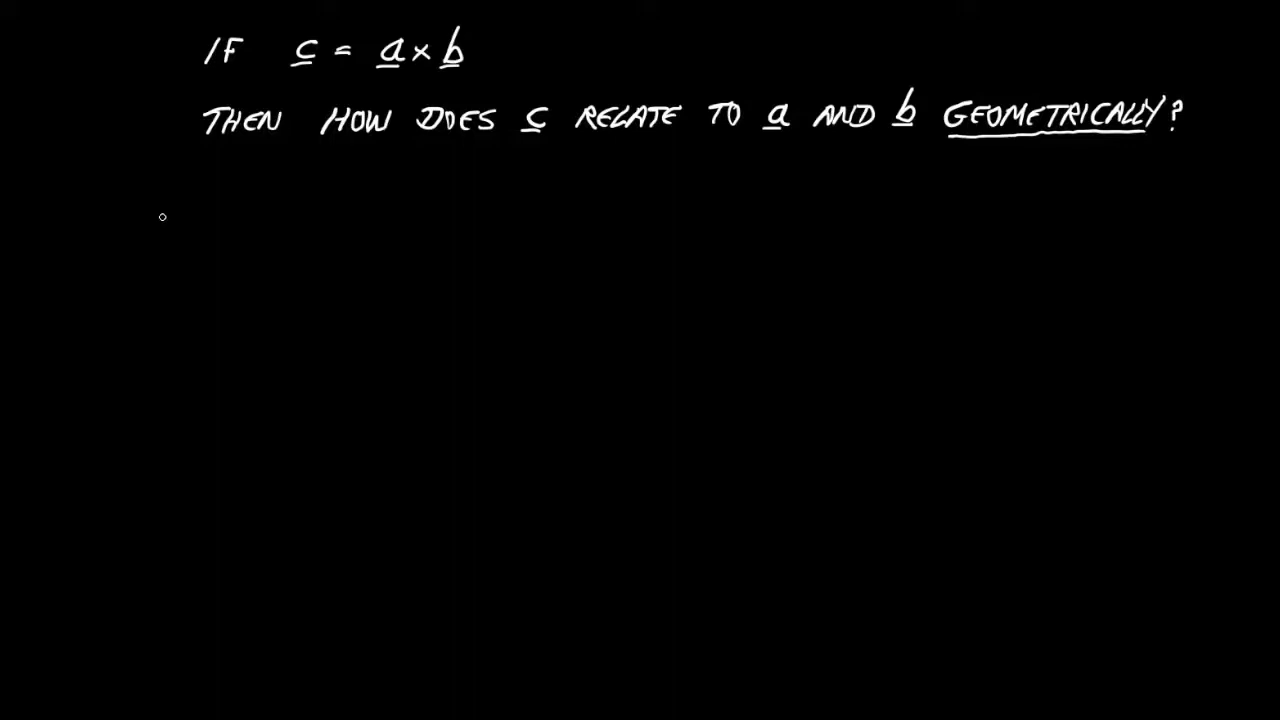 IF c = a × b
THEN HOW DOES c RELATE TO a AND b GEOMETRICALLY?